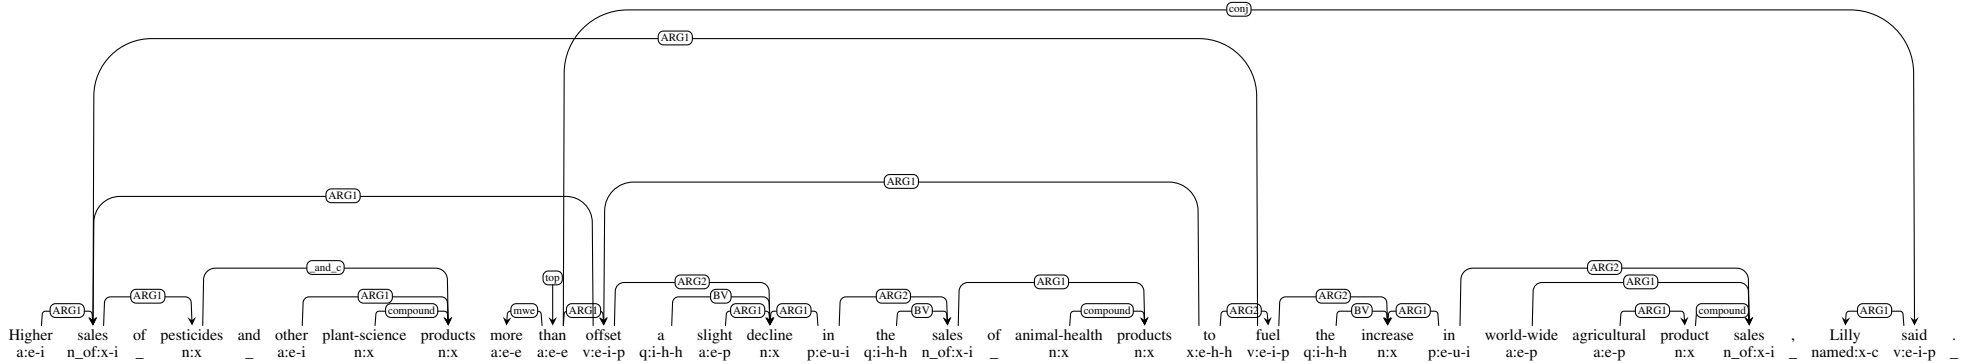 conj
ARG1
ARG1
ARG1
_and_c top ARG2 ARG1 ARG2
ARG1 ARG1 BV ARG2 ARG2 ARG1
ARG1 compound mwe ARG1 ARG1 ARG1 BV compound ARG2 BV ARG1 ARG1 compound ARG1
Higher sales of pesticides and other plant-science products more than offset a slight decline in the sales of animal-health products to fuel the increase in world-wide agricultural product sales , Lilly said .
a:e-i n_of:x-i _ n:x _ a:e-i n:x n:x a:e-e a:e-e v:e-i-p q:i-h-h a:e-p n:x p:e-u-i q:i-h-h n_of:x-i _ n:x n:x x:e-h-h v:e-i-p q:i-h-h n:x p:e-u-i a:e-p a:e-p n:x n_of:x-i _ named:x-c v:e-i-p _